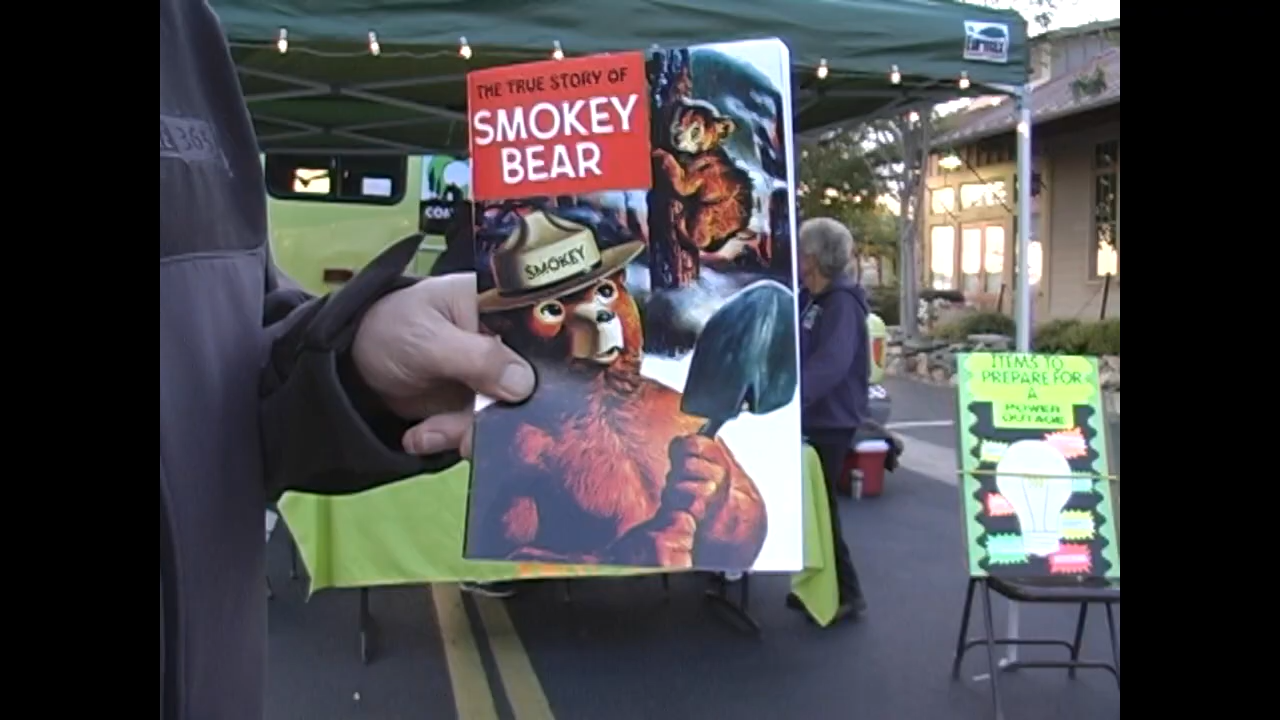 THE TRUE STORY OF
SMOKEY
BEAR
SMOKEY
ITEMS TO
PREPARE FOR
A
POWER
OUTAGE